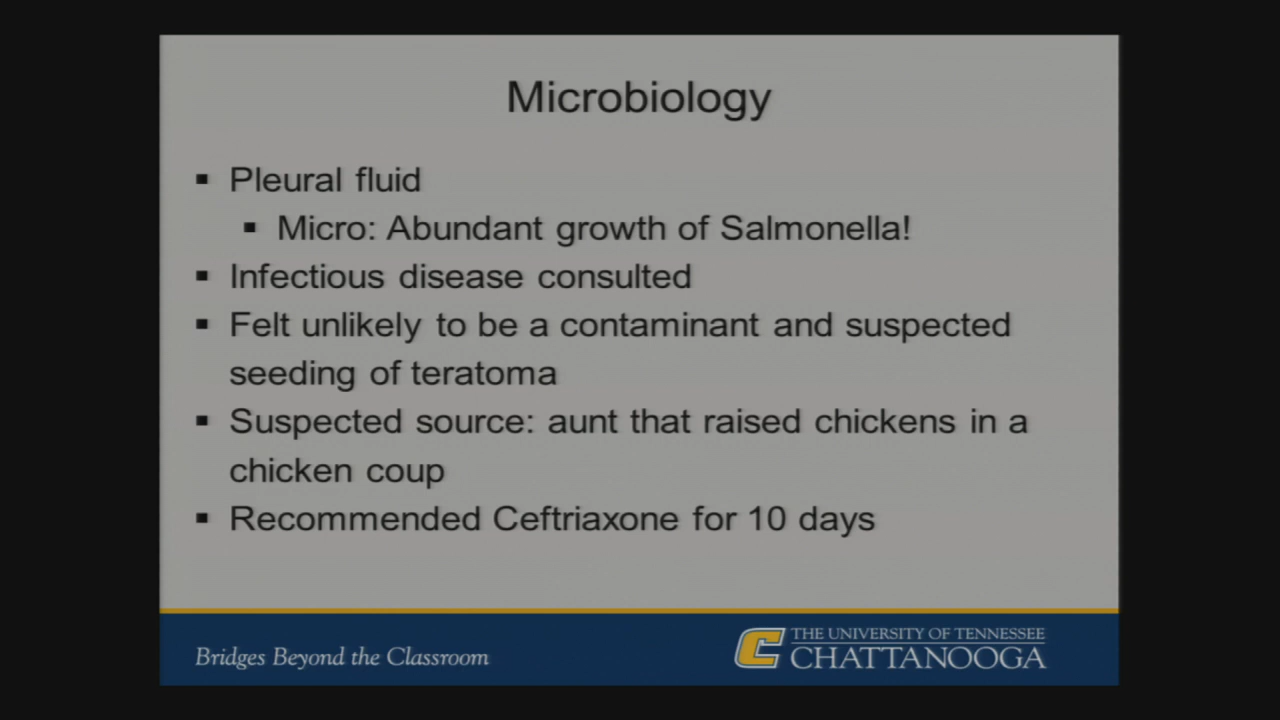 Microbiology
▪ Pleural fluid
▪ Micro: Abundant growth of Salmonella!
▪ Infectious disease consulted
▪ Felt unlikely to be a contaminant and suspected
seeding of teratoma
▪ Suspected source: aunt that raised chickens in a
chicken coup
▪ Recommended Ceftriaxone for 10 days
Bridges Beyond the Classroom
C THE UNIVERSITY OF TENNESSEE
CHATTANOOGA